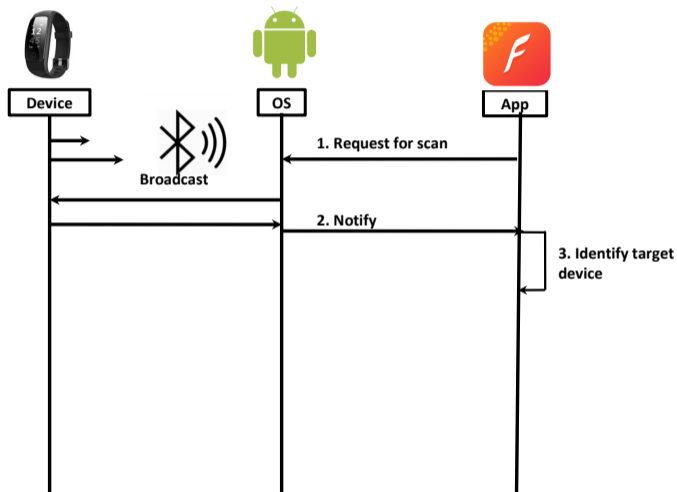 Device
OS
App
1. Request for scan
Broadcast
2. Notify
3. Identify target
device